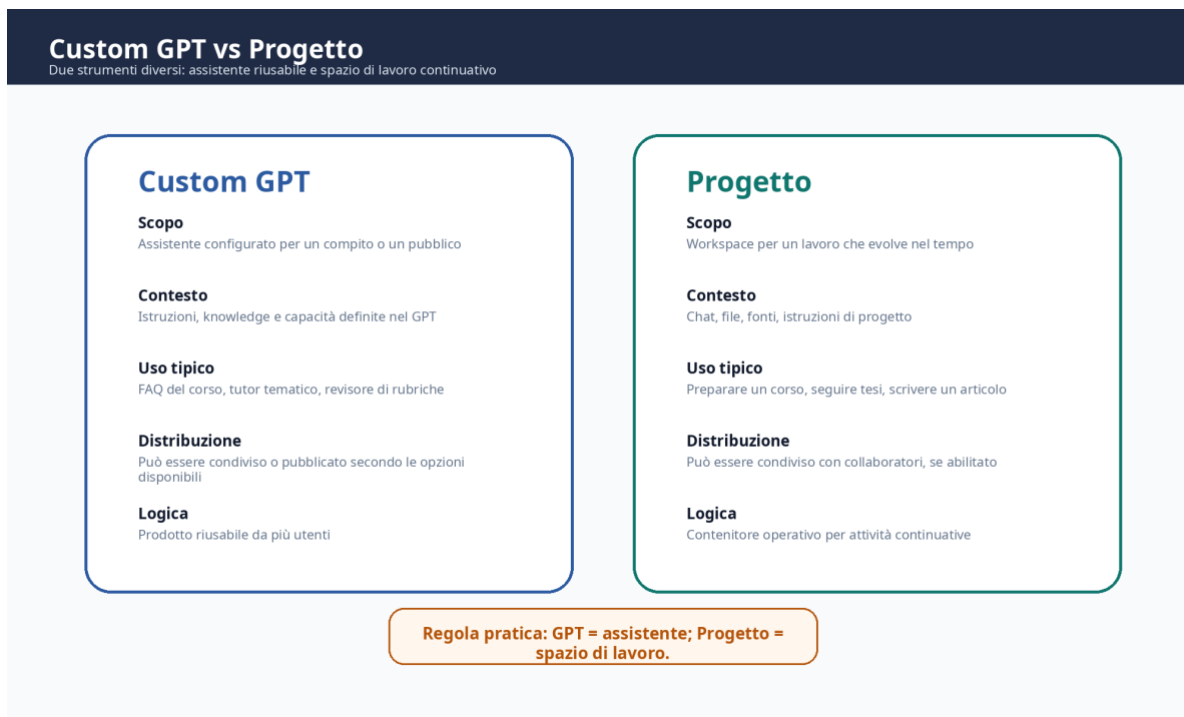 Custom GPT vs Progetto
Due strumenti diversi: assistente riusabile e spazio di lavoro continuativo
Custom GPT
Scopo
Assistente configurato per un compito o un pubblico
Contesto
Istruzioni, knowledge e capacità definite nel GPT
Uso tipico
FAQ del corso, tutor tematico, revisore di rubriche
Distribuzione
Può essere condiviso o pubblicato secondo le opzioni
disponibili
Logica
Prodotto riusabile da più utenti
Progetto
Scopo
Workspace per un lavoro che evolve nel tempo
Contesto
Chat, file, fonti, istruzioni di progetto
Uso tipico
Preparare un corso, seguire tesi, scrivere un articolo
Distribuzione
Può essere condiviso con collaboratori, se abilitato
Logica
Contenitore operativo per attività continuative
Regola pratica: GPT = assistente; Progetto =
spazio di lavoro.